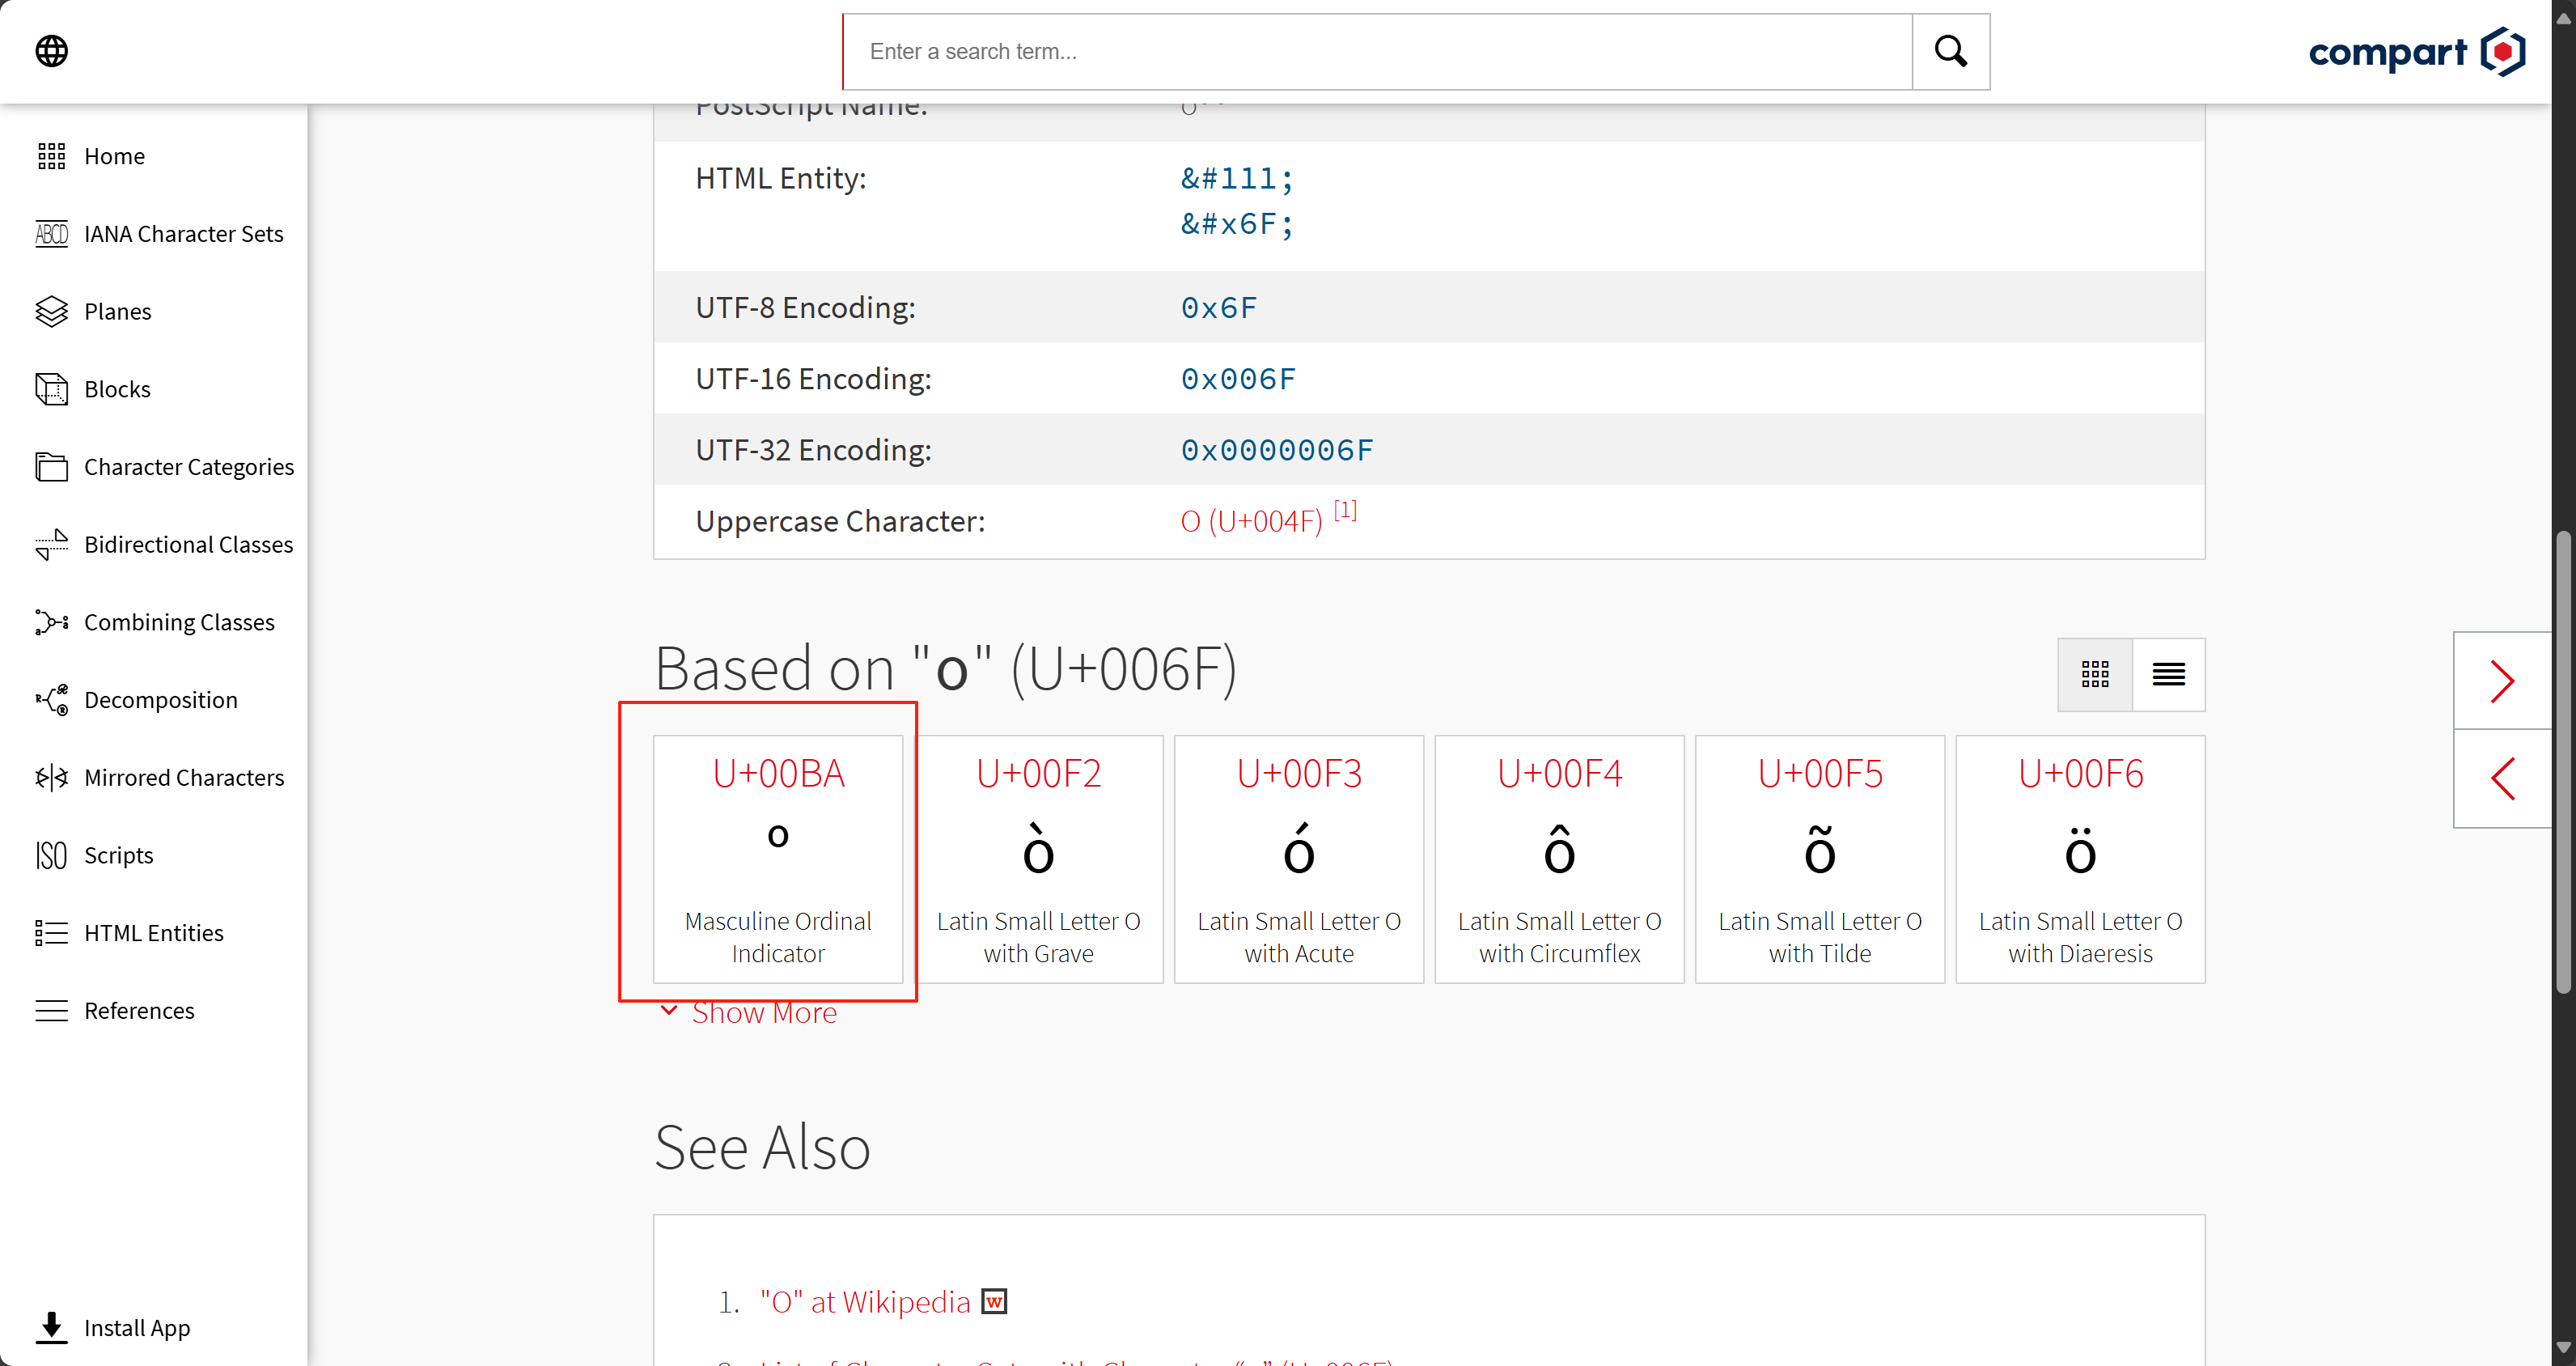 Enter a search term...
compart
Home
IANA Character Sets
Planes
Blocks
Character Categories
Bidirectional Classes
Combining Classes
Decomposition
Mirrored Characters
Scripts
HTML Entities
References
Install App
PostScript Name:
HTML Entity: &#111;
&#x6F;
UTF-8 Encoding: 0x6F
UTF-16 Encoding: 0x006F
UTF-32 Encoding: 0x0000006F
Uppercase Character: O (U+004F) [1]
Based on "o" (U+006F)
U+00BA
º
Masculine Ordinal
Indicator
U+00F2
ò
Latin Small Letter O
with Grave
U+00F3
ó
Latin Small Letter O
with Acute
U+00F4
ô
Latin Small Letter O
with Circumflex
U+00F5
õ
Latin Small Letter O
with Tilde
U+00F6
ö
Latin Small Letter O
with Diaeresis
Show More
See Also
1. "O" at Wikipedia W